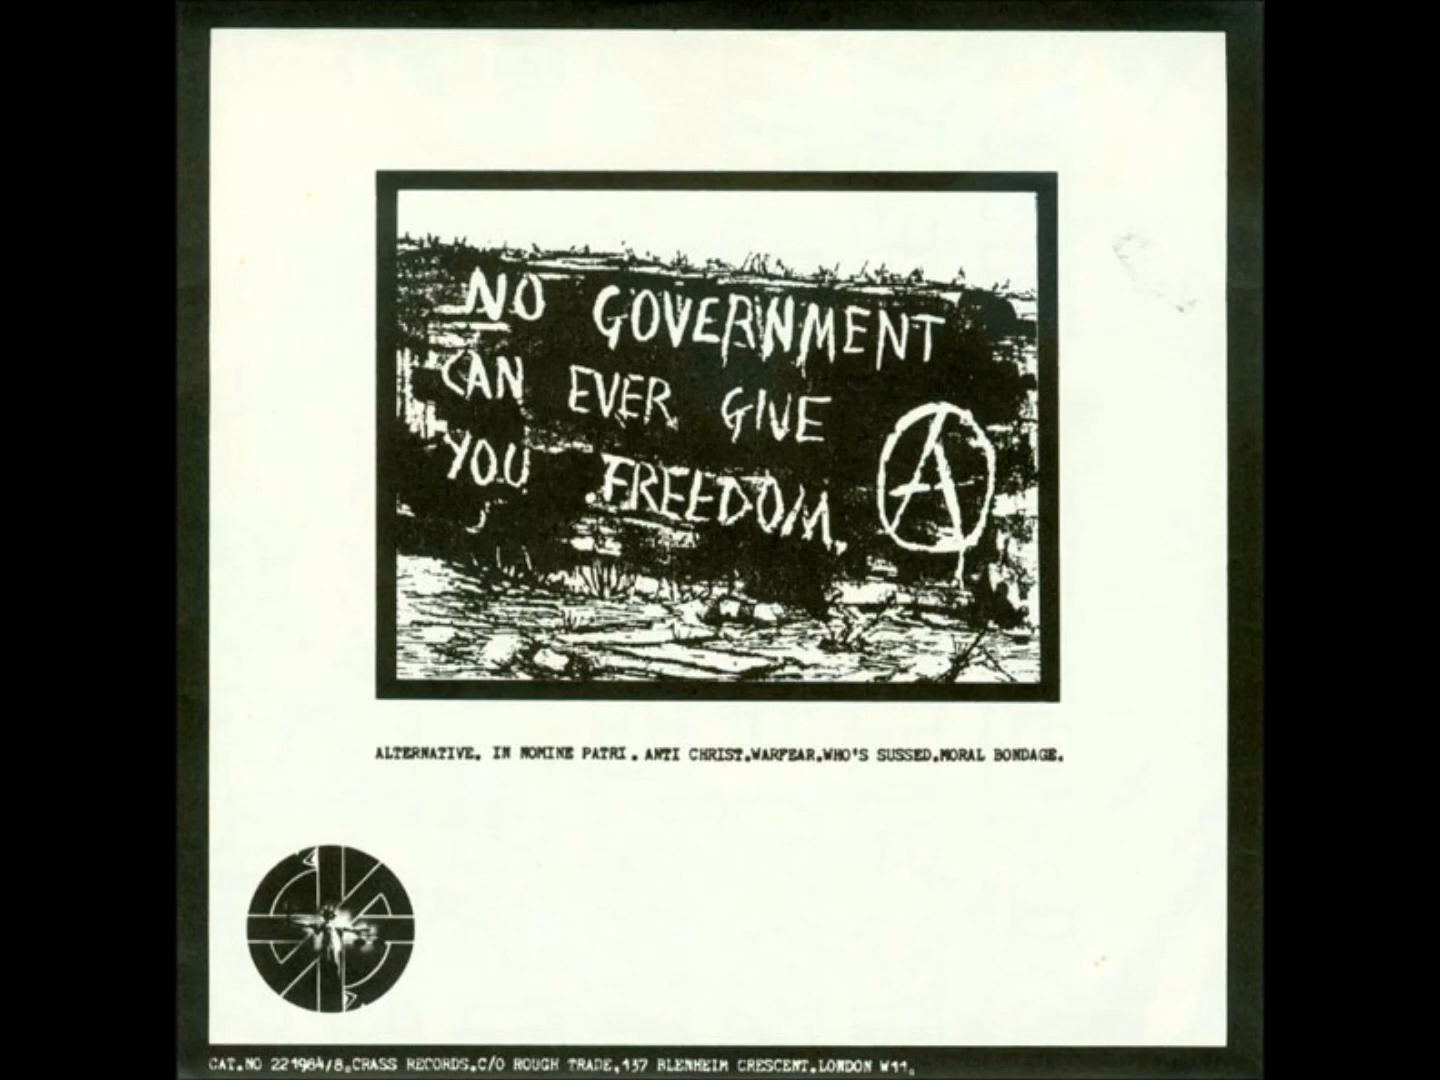 NO GOVERNMENT
CAN EVER GIVE
YOU FREEDOM.
A
ALTERNATIVE. IN NOMINE PATRI. ANTI CHRIST.WARFEAR.WHO'S SUSSED.MORAL BONDAGE.
CAT.NO 221984/8.CRASS RECORDS.C/O ROUGH TRADE.137 BLENHEIM CRESCENT.LONDON W11.